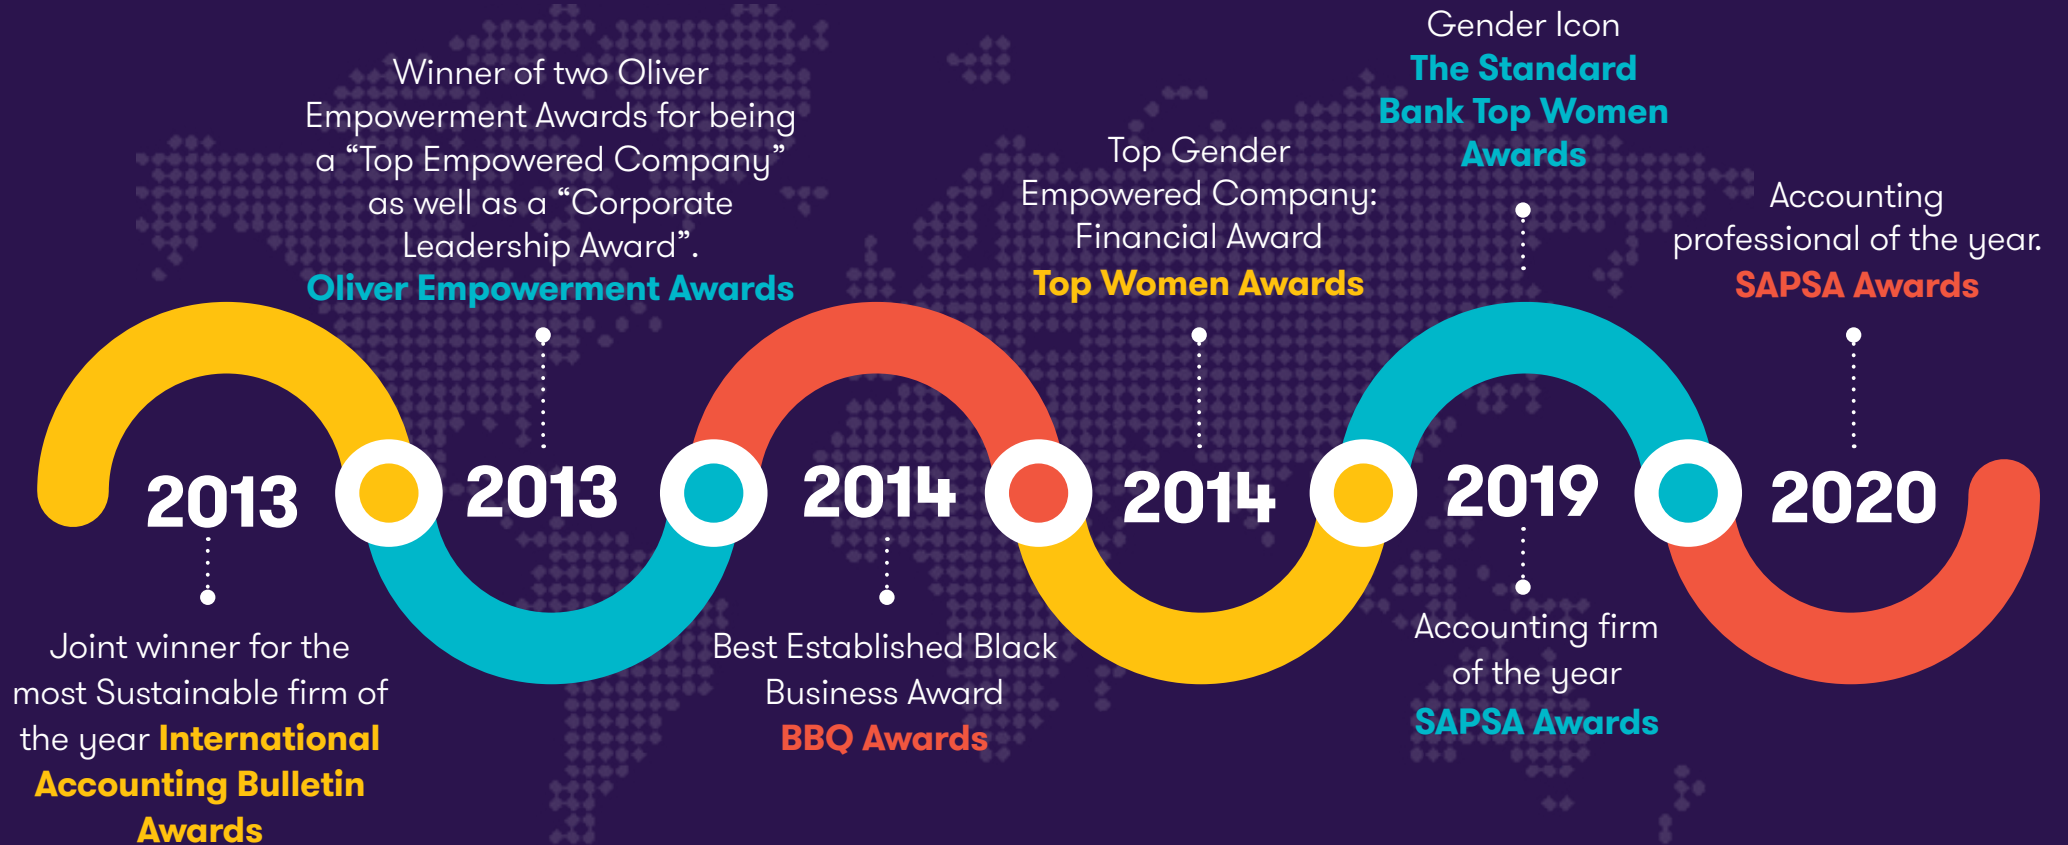 2013
Joint winner for the
most Sustainable firm of
the year International
Accounting Bulletin
Awards
Winner of two Oliver
Empowerment Awards for being
a “Top Empowered Company”
as well as a “Corporate
Leadership Award”.
Oliver Empowerment Awards
2013
2014
Best Established Black
Business Award
BBQ Awards
Top Gender
Empowered Company:
Financial Award
Top Women Awards
2014
Gender Icon
The Standard
Bank Top Women
Awards
2019
Accounting firm
of the year
SAPSA Awards
Accounting
professional of the year.
SAPSA Awards
2020